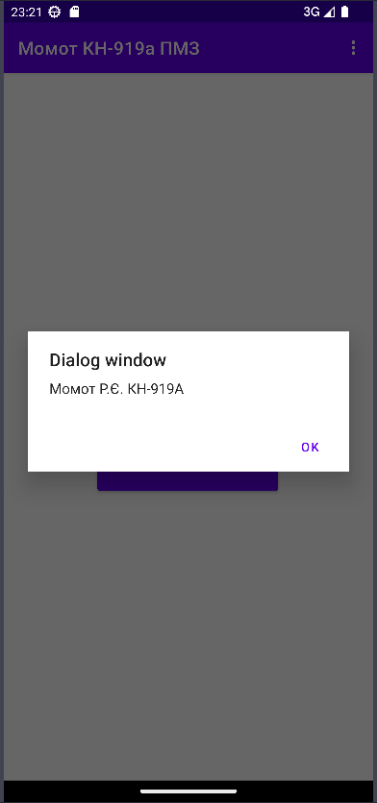 23:21 3G
Момот КН-919а ПМЗ
Dialog window
Момот Р.Є. КН-919А
OK